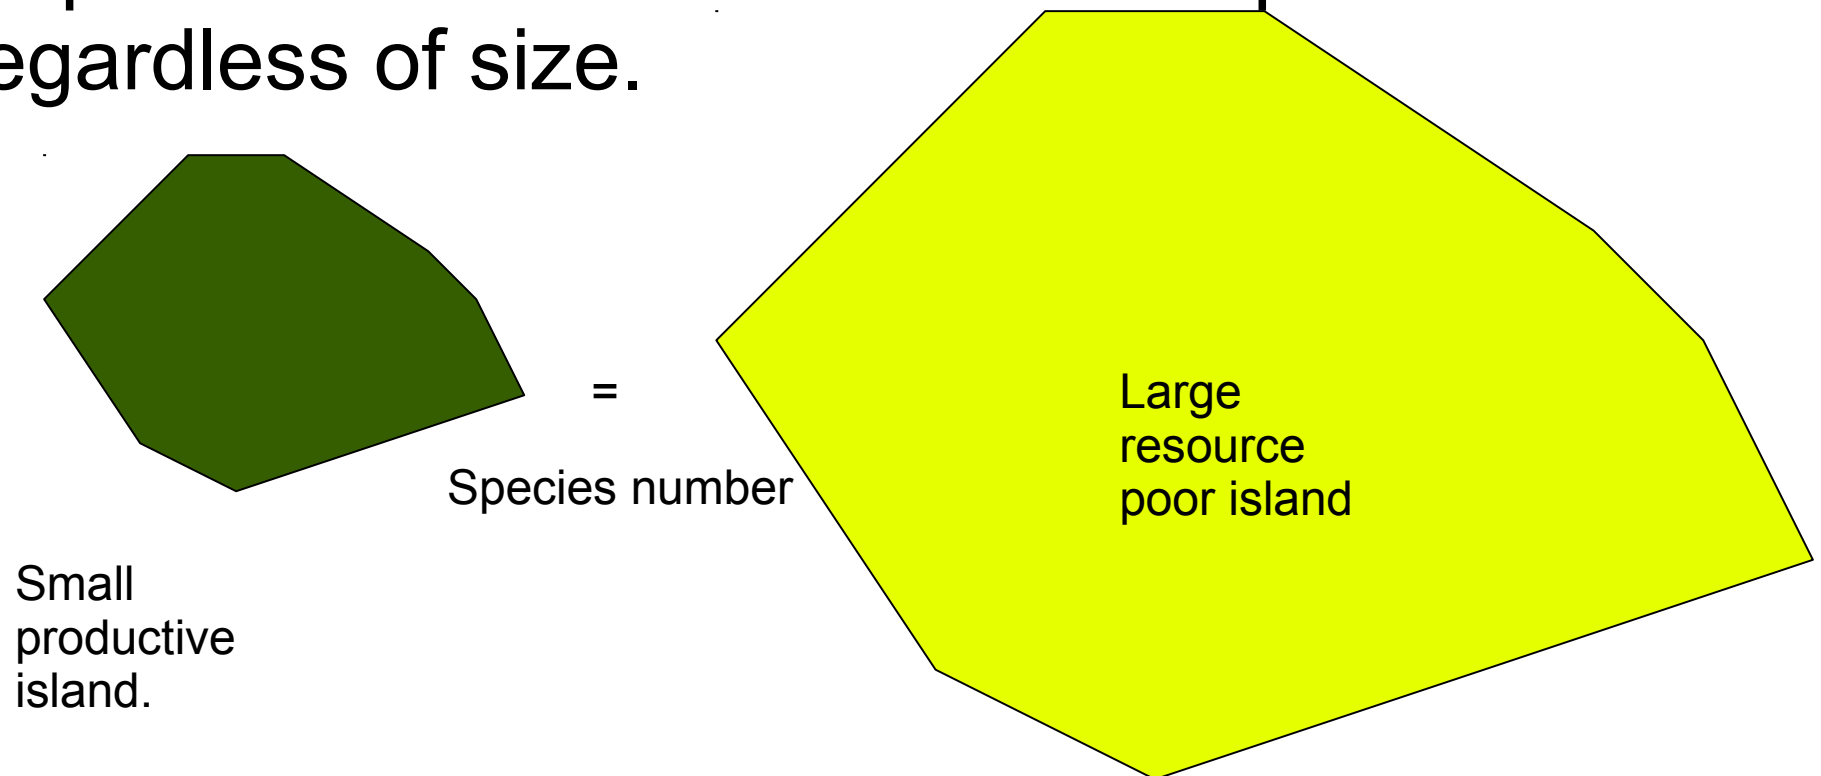 egardless of size.
=
Species number
Large
resource
poor island
Small
productive
island.